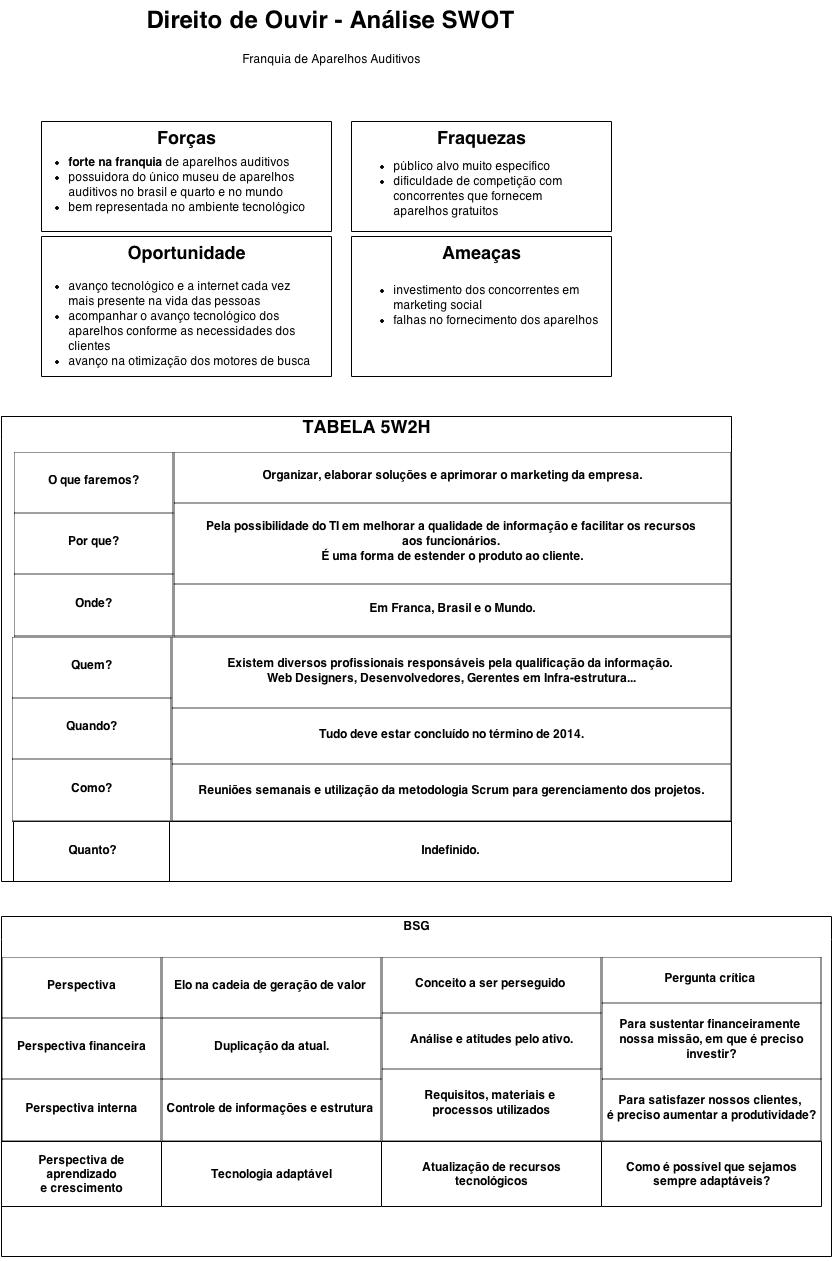 Direito de Ouvir - Análise SWOT
Franquia de Aparelhos Auditivos
Forças
forte na franquia de aparelhos auditivos
possuidora do único museu de aparelhos
auditivos no brasil e quarto e no mundo
bem representada no ambiente tecnológico
Fraquezas
público alvo muito específico
dificuldade de competição com
concorrentes que fornecem
aparelhos gratuitos
Oportunidade
avanço tecnológico e a internet cada vez
mais presente na vida das pessoas
acompanhar o avanço tecnológico dos
aparelhos conforme as necessidades dos
clientes
avanço na otimização dos motores de busca
Ameaças
investimento dos concorrentes em
marketing social
falhas no fornecimento dos aparelhos
TABELA 5W2H
O que faremos?
Organizar, elaborar soluções e aprimorar o marketing da empresa.
Por que?
Pela possibilidade do TI em melhorar a qualidade de informação e facilitar os recursos
aos funcionários.
É uma forma de estender o produto ao cliente.
Onde?
Em Franca, Brasil e o Mundo.
Quem?
Existem diversos profissionais responsáveis pela qualificação da informação.
Web Designers, Desenvolvedores, Gerentes em Infra-estrutura...
Quando?
Tudo deve estar concluído no término de 2014.
Como?
Reuniões semanais e utilização da metodologia Scrum para gerenciamento dos projetos.
Quanto?
Indefinido.
BSG
Perspectiva
Elo na cadeia de geração de valor
Conceito a ser perseguido
Pergunta crítica
Perspectiva financeira
Duplicação da atual.
Análise e atitudes pelo ativo.
Para sustentar financeiramente
nossa missão, em que é preciso
investir?
Perspectiva interna
Controle de informações e estrutura
Requisitos, materiais e
processos utilizados
Para satisfazer nossos clientes,
é preciso aumentar a produtividade?
Perspectiva de
aprendizado
e crescimento
Tecnologia adaptável
Atualização de recursos
tecnológicos
Como é possível que sejamos
sempre adaptáveis?